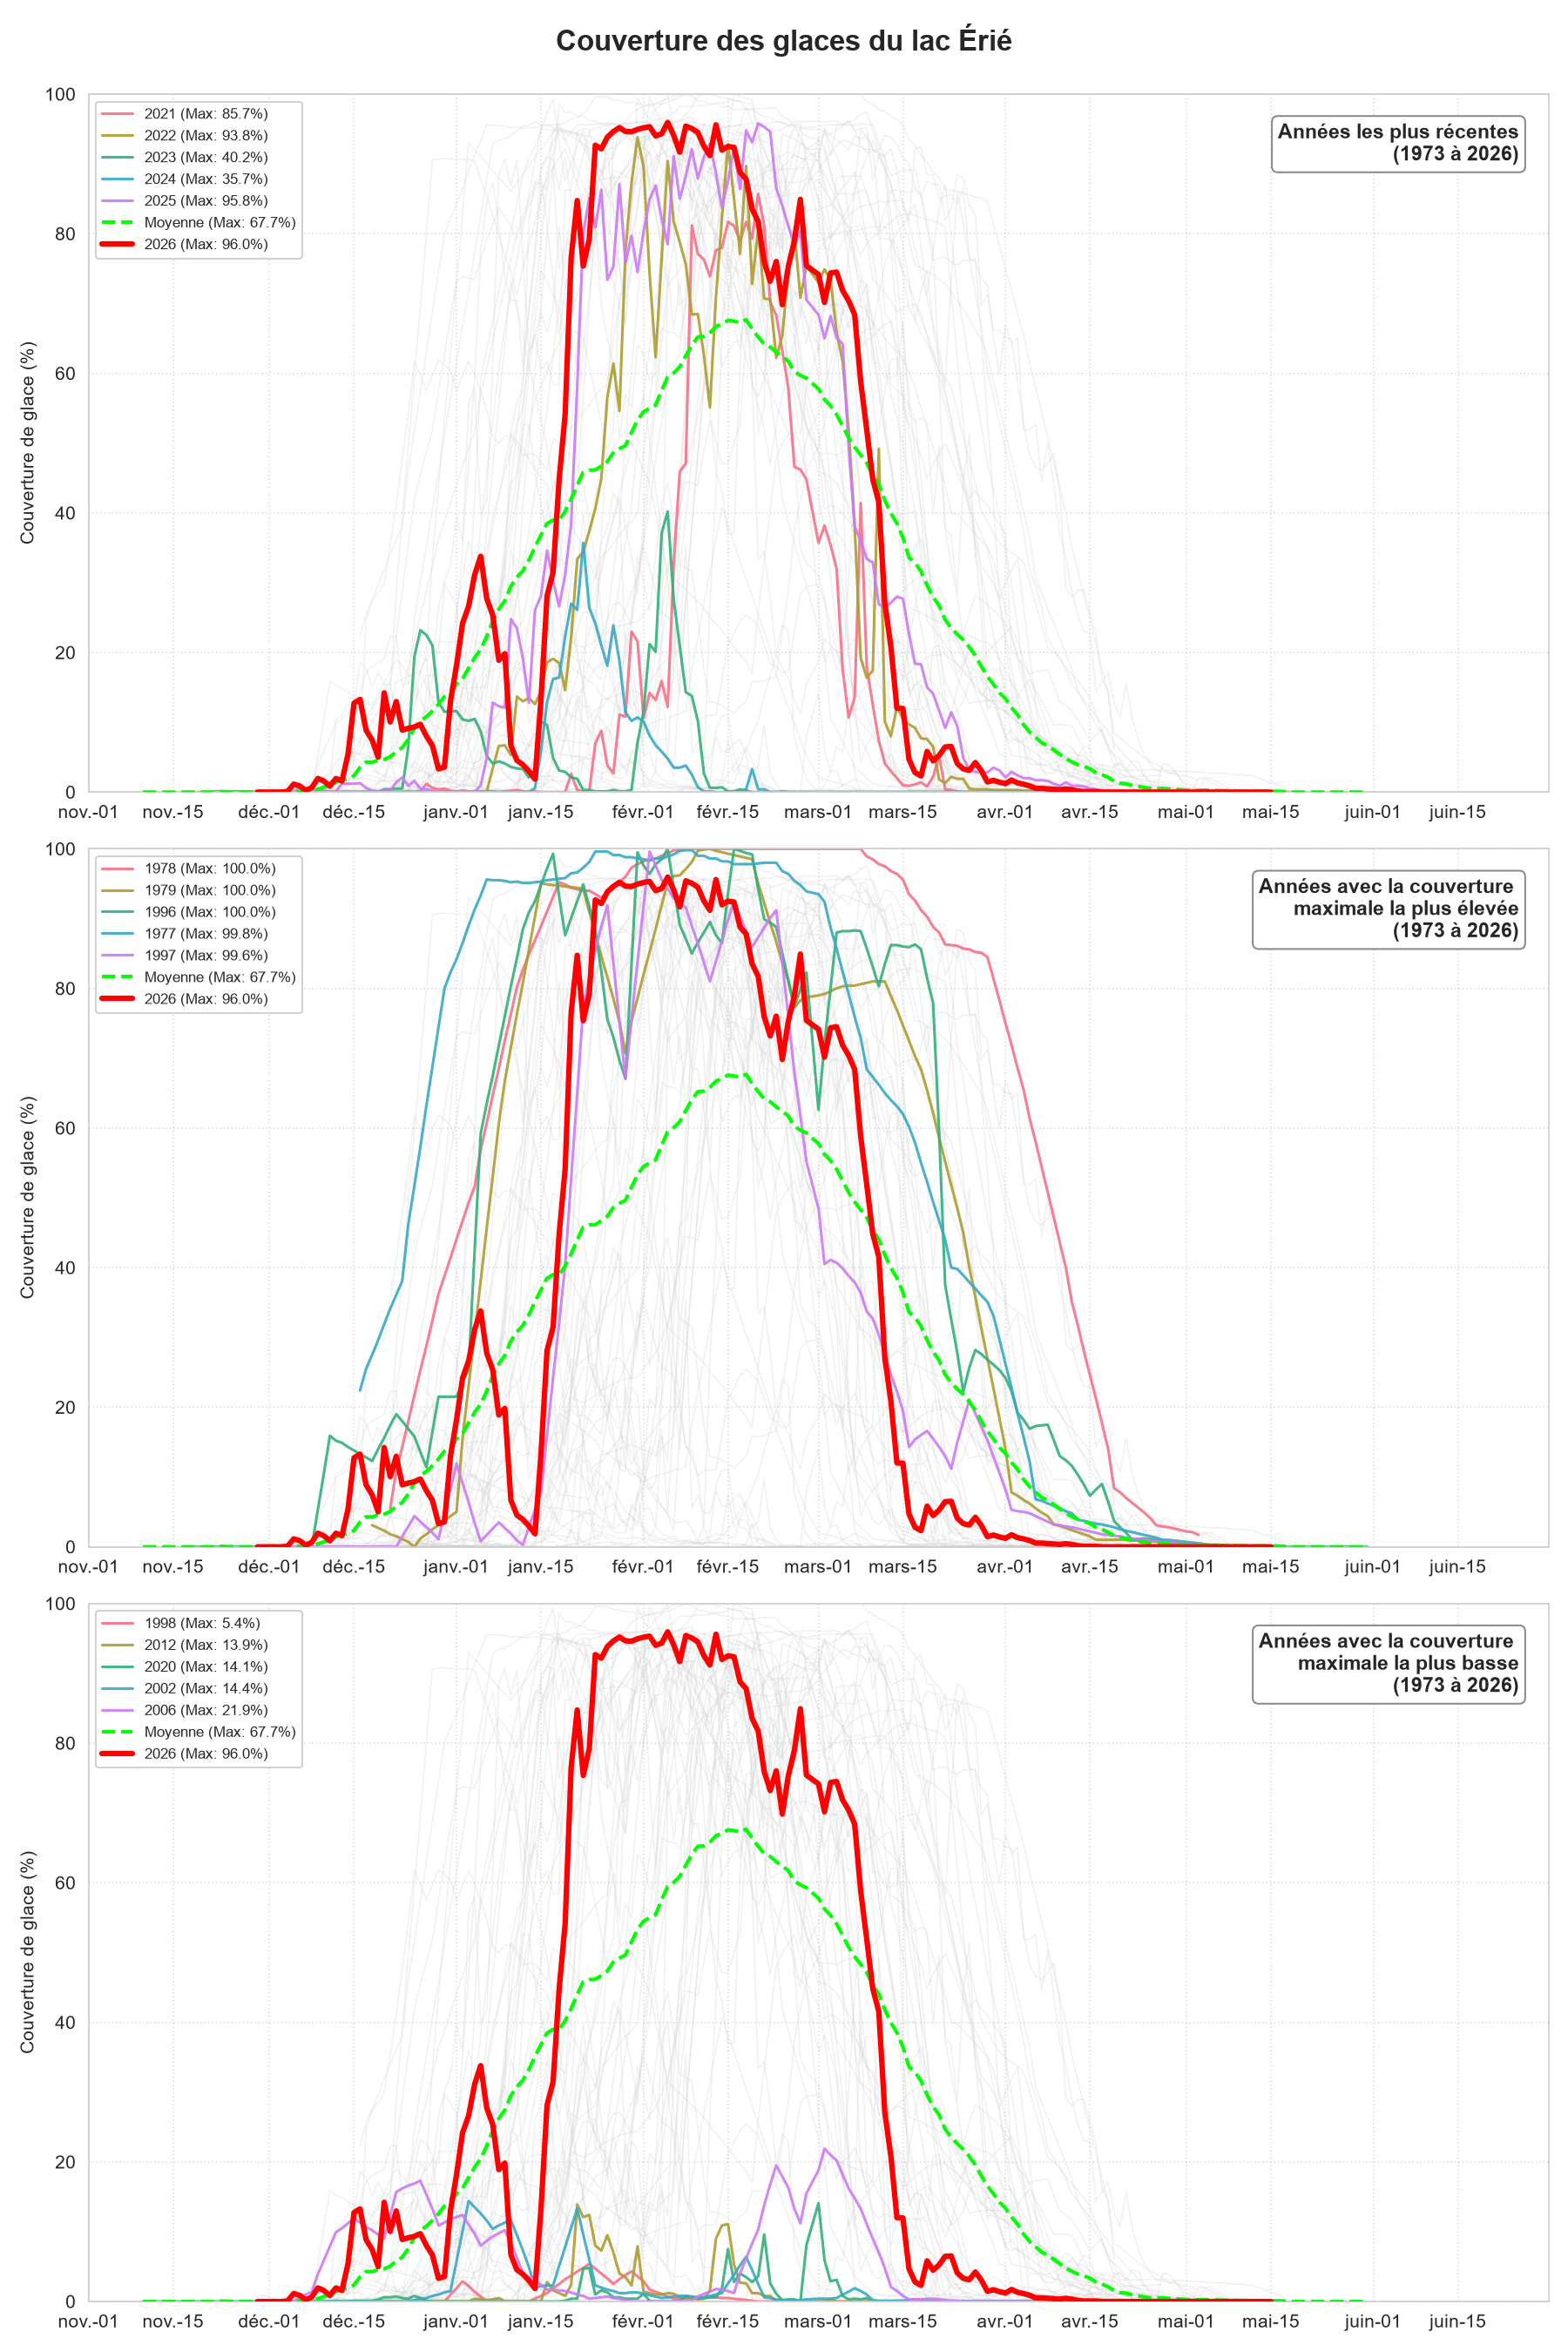 Couverture des glaces du lac Érié
100
80
60
40
20
0
Couverture de glace (%)
2021 (Max: 85.7%)
2022 (Max: 93.8%)
2023 (Max: 40.2%)
2024 (Max: 35.7%)
2025 (Max: 95.8%)
Moyenne (Max: 67.7%)
2026 (Max: 96.0%)
Années les plus récentes
(1973 à 2026)
nov.-01 nov.-15 déc.-01 déc.-15 janv.-01 janv.-15 févr.-01 févr.-15 mars-01 mars-15 avr.-01 avr.-15 mai-01 mai-15 juin-01 juin-15
100
80
60
40
20
0
Couverture de glace (%)
1978 (Max: 100.0%)
1979 (Max: 100.0%)
1996 (Max: 100.0%)
1977 (Max: 99.8%)
1997 (Max: 99.6%)
Moyenne (Max: 67.7%)
2026 (Max: 96.0%)
Années avec la couverture
maximale la plus élevée
(1973 à 2026)
nov.-01 nov.-15 déc.-01 déc.-15 janv.-01 janv.-15 févr.-01 févr.-15 mars-01 mars-15 avr.-01 avr.-15 mai-01 mai-15 juin-01 juin-15
100
80
60
40
20
0
Couverture de glace (%)
1998 (Max: 5.4%)
2012 (Max: 13.9%)
2020 (Max: 14.1%)
2002 (Max: 14.4%)
2006 (Max: 21.9%)
Moyenne (Max: 67.7%)
2026 (Max: 96.0%)
Années avec la couverture
maximale la plus basse
(1973 à 2026)
nov.-01 nov.-15 déc.-01 déc.-15 janv.-01 janv.-15 févr.-01 févr.-15 mars-01 mars-15 avr.-01 avr.-15 mai-01 mai-15 juin-01 juin-15